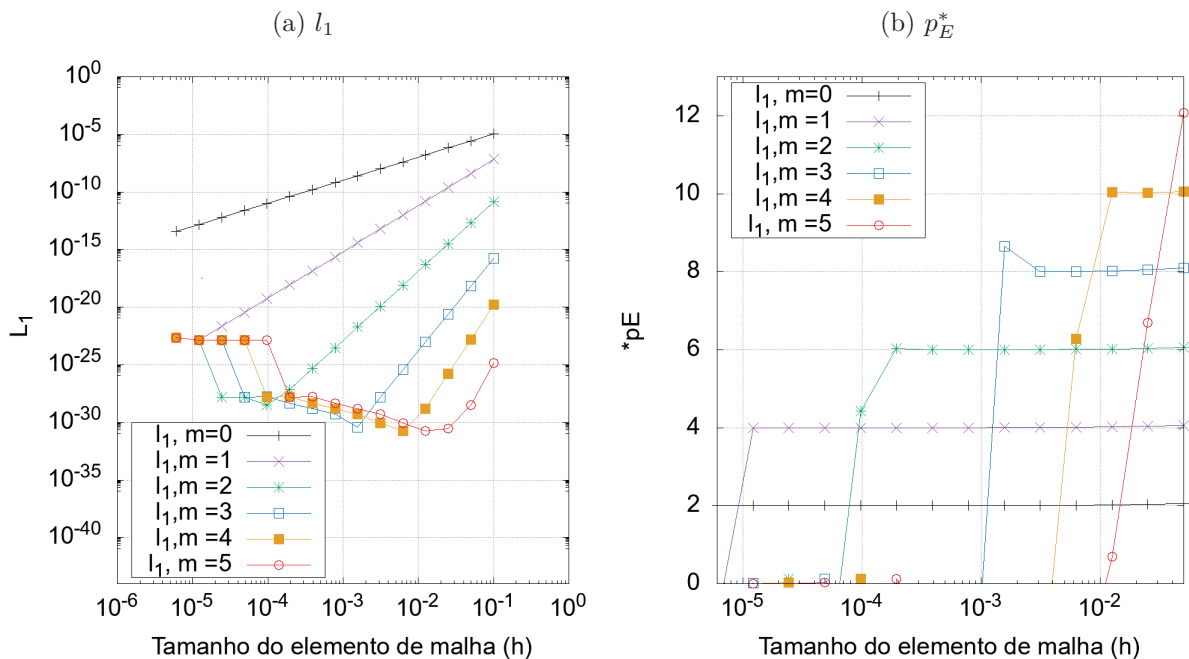 (a) l₁
10⁰
10⁻⁵
10⁻¹⁰
10⁻¹⁵
10⁻²⁰
10⁻²⁵
10⁻³⁰
10⁻³⁵
10⁻⁴⁰
L₁
l₁, m=0
l₁,m =1
l₁,m =2
l₁,m =3
l₁,m =4
l₁, m =5
10⁻⁶ 10⁻⁵ 10⁻⁴ 10⁻³ 10⁻² 10⁻¹ 10⁰
Tamanho do elemento de malha (h)
(b) p*_E
12
10
8
6
4
2
0
*pE
l₁, m=0
l₁,m =1
l₁,m =2
l₁,m =3
l₁,m =4
l₁, m =5
10⁻⁵ 10⁻⁴ 10⁻³ 10⁻²
Tamanho do elemento de malha (h)